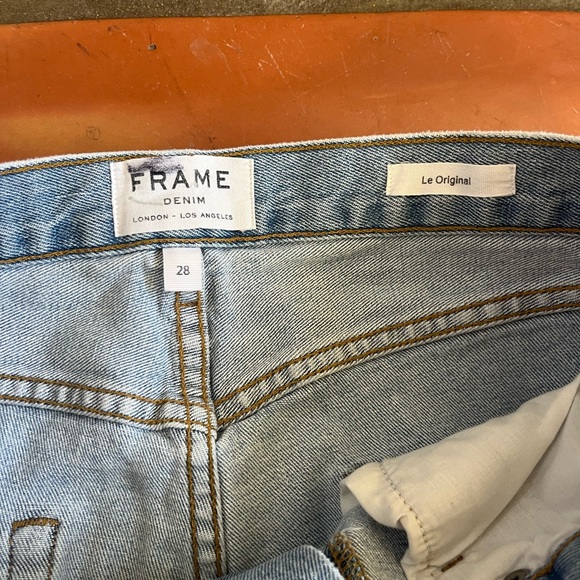 FRAME
DENIM
LONDON - LOS ANGELES
Le Original
28